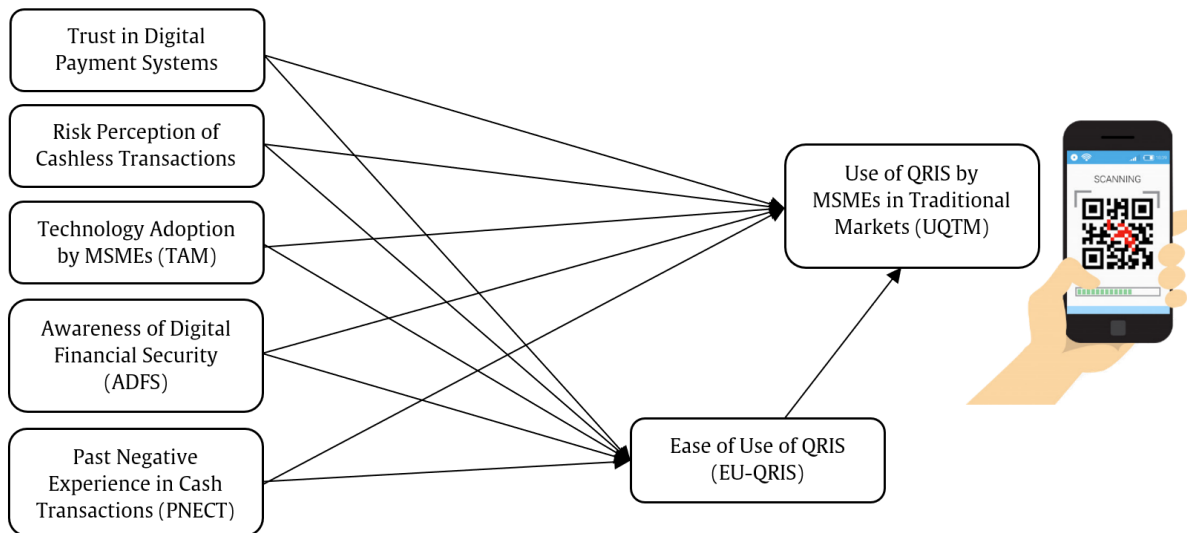 Trust in Digital
Payment Systems
Risk Perception of
Cashless Transactions
Technology Adoption
by MSMEs (TAM)
Awareness of Digital
Financial Security
(ADFS)
Past Negative
Experience in Cash
Transactions (PNECT)
Use of QRIS by
MSMEs in Traditional
Markets (UQTM)
Ease of Use of QRIS
(EU-QRIS)
SCANNING